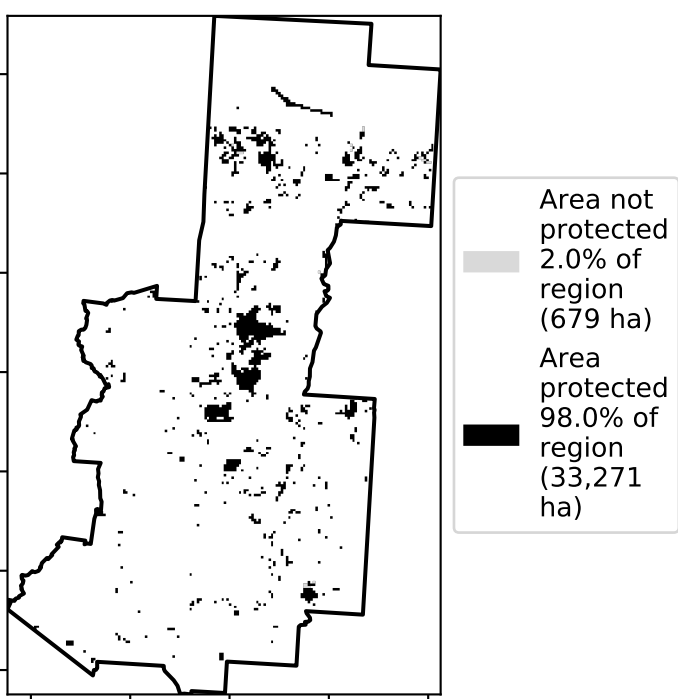 Area not
protected
2.0% of
region
(679 ha)
Area
protected
98.0% of
region
(33,271
ha)